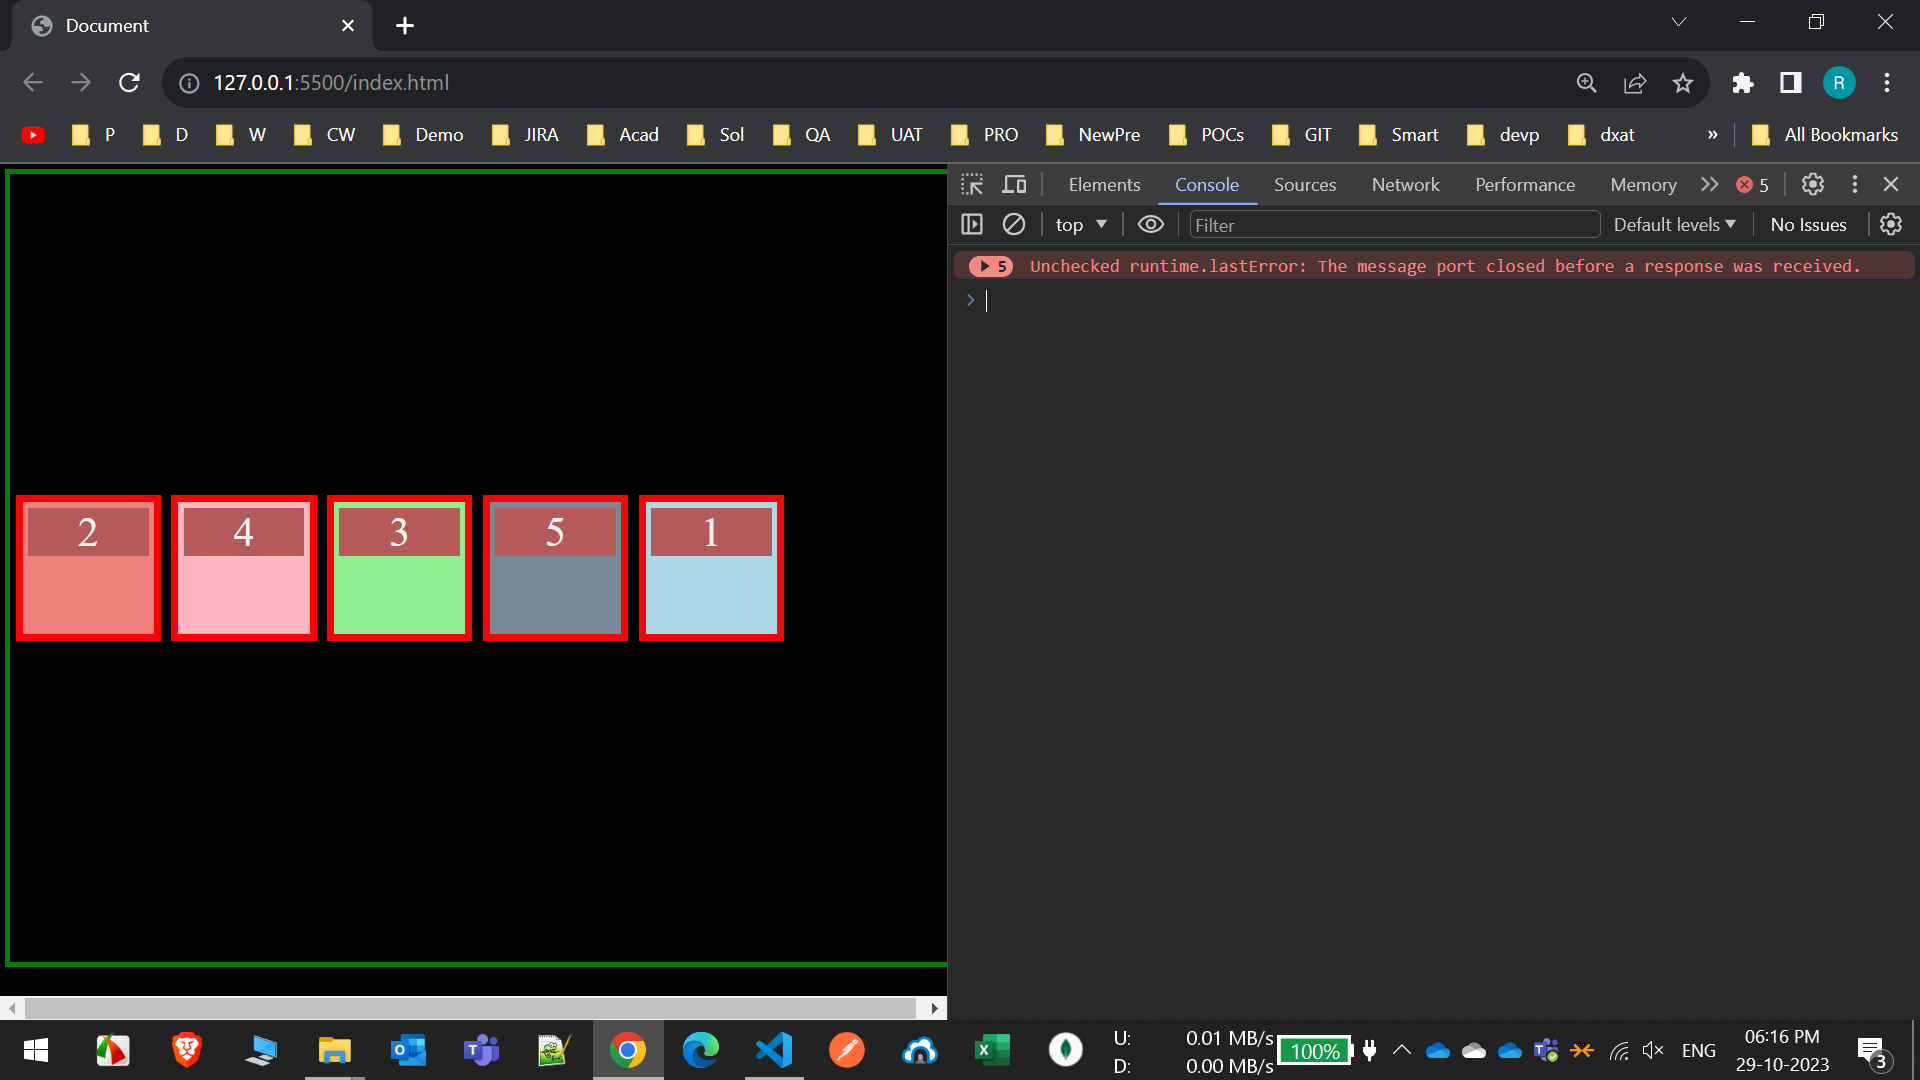 Document
127.0.0.1:5500/index.html
R
P D W CW Demo JIRA Acad Sol QA UAT PRO NewPre POCs GIT Smart devp dxat » All Bookmarks
Elements Console Sources Network Performance Memory 5
top Filter Default levels No Issues
5 Unchecked runtime.lastError: The message port closed before a response was received.
2 4 3 5 1
U: 0.01 MB/s
D: 0.00 MB/s
100%
ENG
06:16 PM
29-10-2023
3